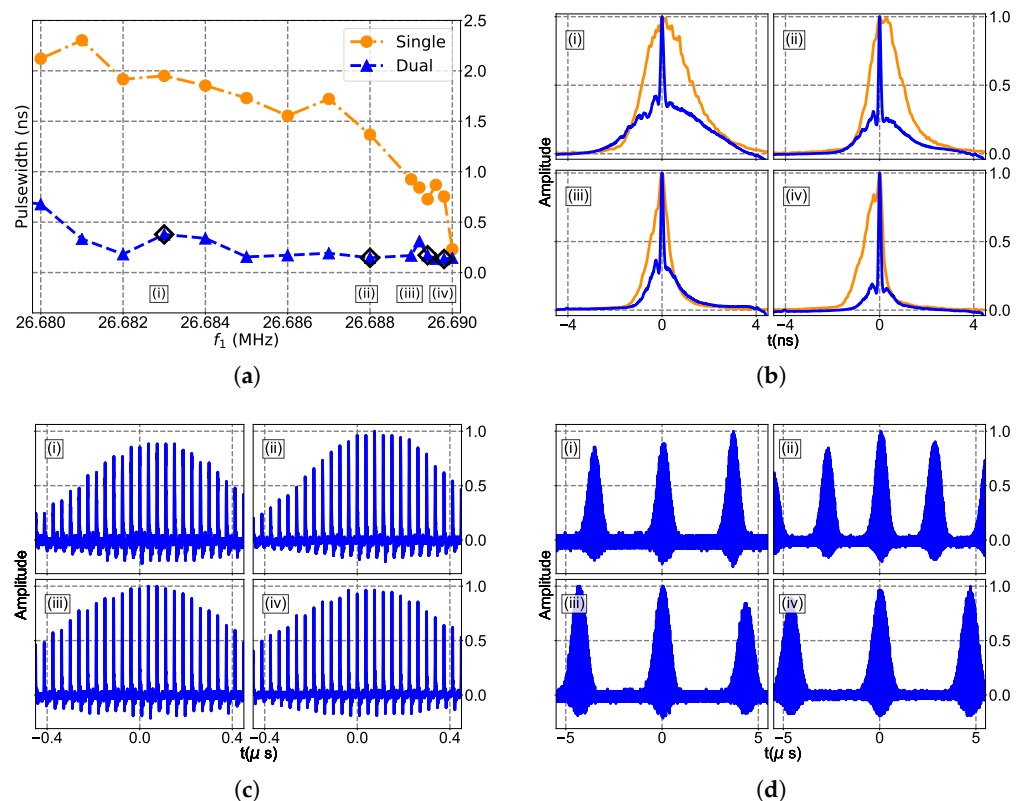 2.5
2.0
1.5
1.0
0.5
0.0
Pulsewidth (ns)
Single
Dual
(i)
(ii)
(iii)
(iv)
26.680
26.682
26.684
26.686
26.688
26.690
f₁ (MHz)
(a)
(i)
(ii)
1.0
0.5
0.0
Amplitude
(iii)
(iv)
1.0
0.5
0.0
−4
0
4
−4
0
4
t(ns)
(b)
(i)
(ii)
1.0
0.5
0.0
Amplitude
(iii)
(iv)
1.0
0.5
0.0
−0.4
0.0
0.4
−0.4
0.0
0.4
t(μ s)
(c)
(i)
(ii)
1.0
0.5
0.0
Amplitude
(iii)
(iv)
1.0
0.5
0.0
−5
0
5
−5
0
5
t(μ s)
(d)